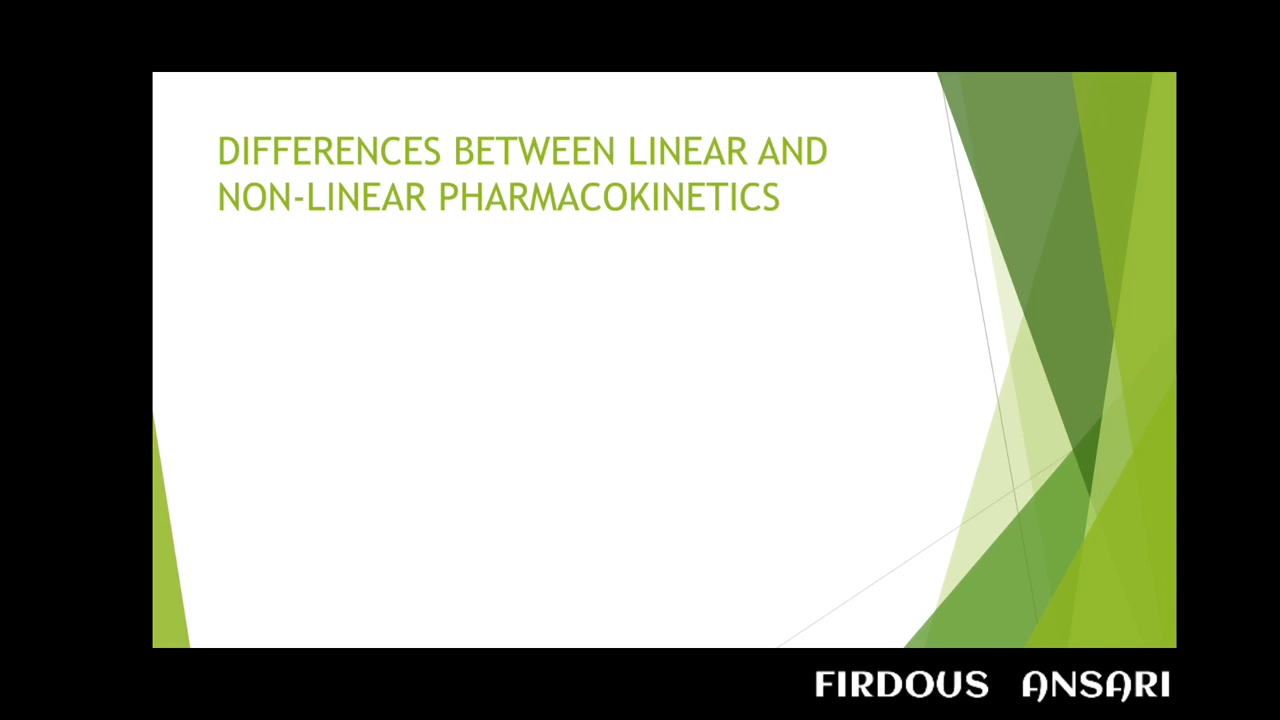 DIFFERENCES BETWEEN LINEAR AND
NON-LINEAR PHARMACOKINETICS
FIRDOUS ANSARI